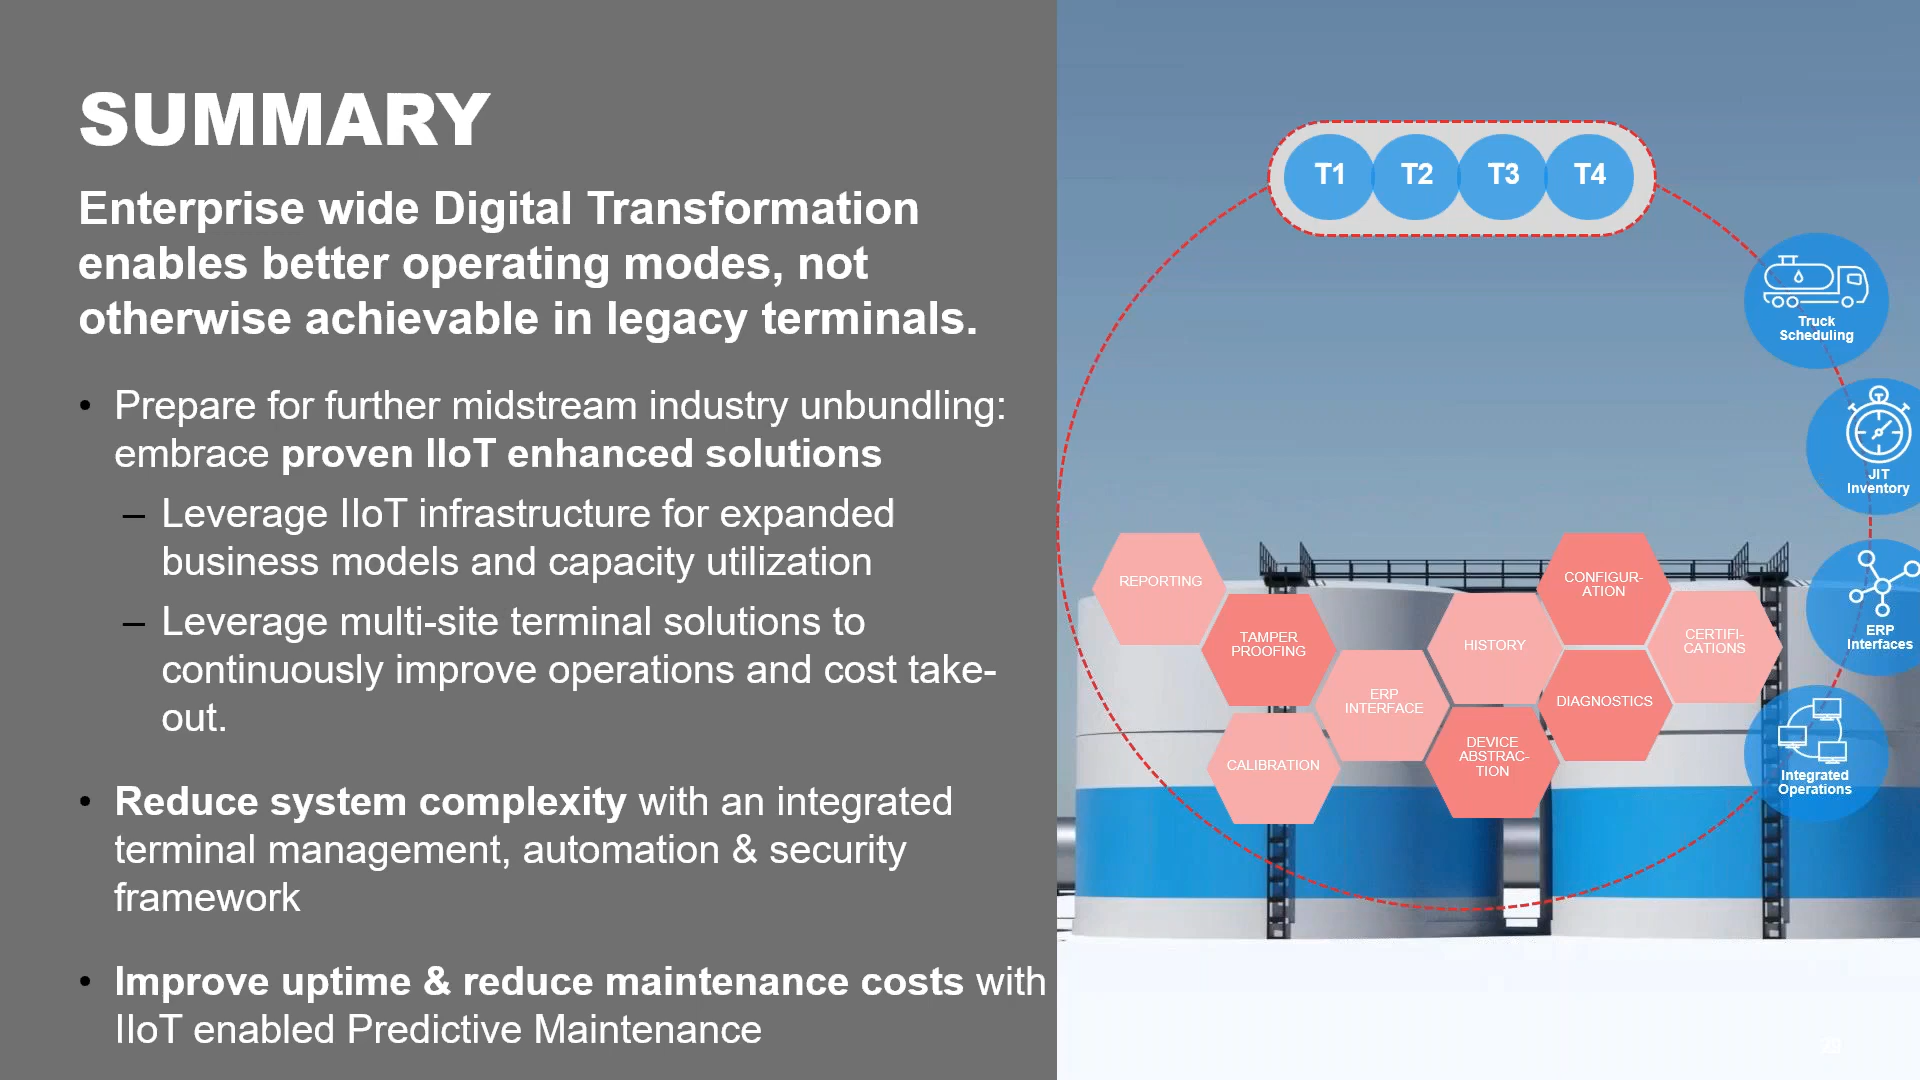 SUMMARY
Enterprise wide Digital Transformation
enables better operating modes, not
otherwise achievable in legacy terminals.
• Prepare for further midstream industry unbundling:
embrace proven IIoT enhanced solutions
– Leverage IIoT infrastructure for expanded
business models and capacity utilization
– Leverage multi-site terminal solutions to
continuously improve operations and cost take-
out.
• Reduce system complexity with an integrated
terminal management, automation & security
framework
• Improve uptime & reduce maintenance costs with
IIoT enabled Predictive Maintenance
T1 T2 T3 T4
Truck
Scheduling
JIT
Inventory
ERP
Interfaces
Integrated
Operations
REPORTING
TAMPER
PROOFING
CALIBRATION
ERP
INTERFACE
HISTORY
DEVICE
ABSTRAC-
TION
CONFIGUR-
ATION
DIAGNOSTICS
CERTIFI-
CATIONS